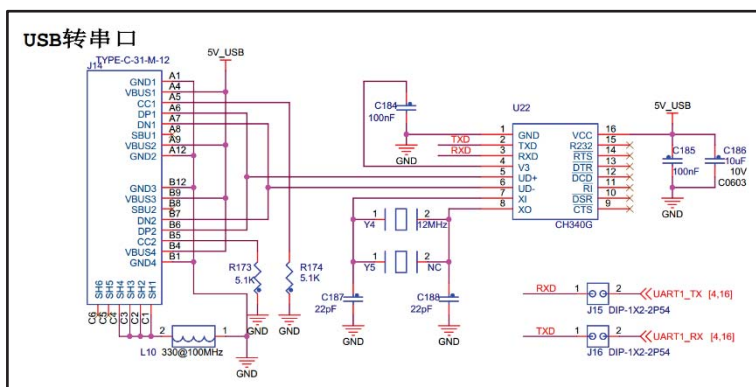 USB转串口
TYPE-C-31-M-12
J14
5V_USB
GND1 A1
VBUS1 A4
CC1 A5
DP1 A6
DN1 A7
SBU1 A8
VBUS2 A9
GND2 A12
GND3 B12
VBUS3 B9
SBU2 B8
DN2 B7
DP2 B6
CC2 B5
VBUS4 B4
GND4 B1
SH6 SH5 SH4 SH3 SH2 SH1
C6 C5 C4 C3 C2 C1
R173
5.1K
GND
R174
5.1K
GND
2 1
L10 330@100MHz
GND
C184
100nF
GND
U22
1 GND VCC 16
TXD 2 TXD R232 15
RXD 3 RXD RTS 14
4 V3 DTR 13
5 UD+ DCD 12
6 UD- RI 11
7 XI DSR 10
8 XO CTS 9
CH340G
5V_USB
C185
100nF
C186
10uF
10V
C0603
GND
Y4 1 2 12MHz
Y5 1 2 NC
C187
22pF
GND
C188
22pF
GND
RXD 1 2 UART1_TX [4,16]
J15 DIP-1X2-2P54
TXD 1 2 UART1_RX [4,16]
J16 DIP-1X2-2P54